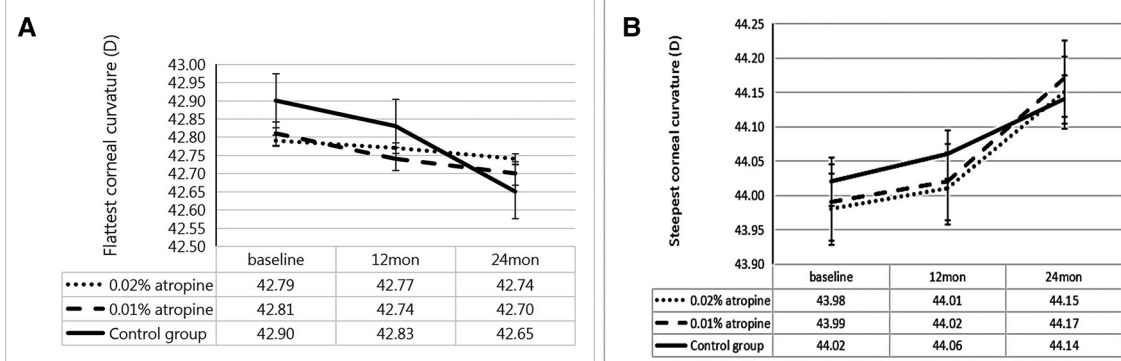 A
Flattest corneal curvature (D)
43.00
42.95
42.90
42.85
42.80
42.75
42.70
42.65
42.60
42.55
42.50
baseline 12mon 24mon
0.02% atropine 42.79 42.77 42.74
0.01% atropine 42.81 42.74 42.70
Control group 42.90 42.83 42.65
B
Steepest corneal curvature (D)
44.25
44.20
44.15
44.10
44.05
44.00
43.95
43.90
baseline 12mon 24mon
0.02% atropine 43.98 44.01 44.15
0.01% atropine 43.99 44.02 44.17
Control group 44.02 44.06 44.14